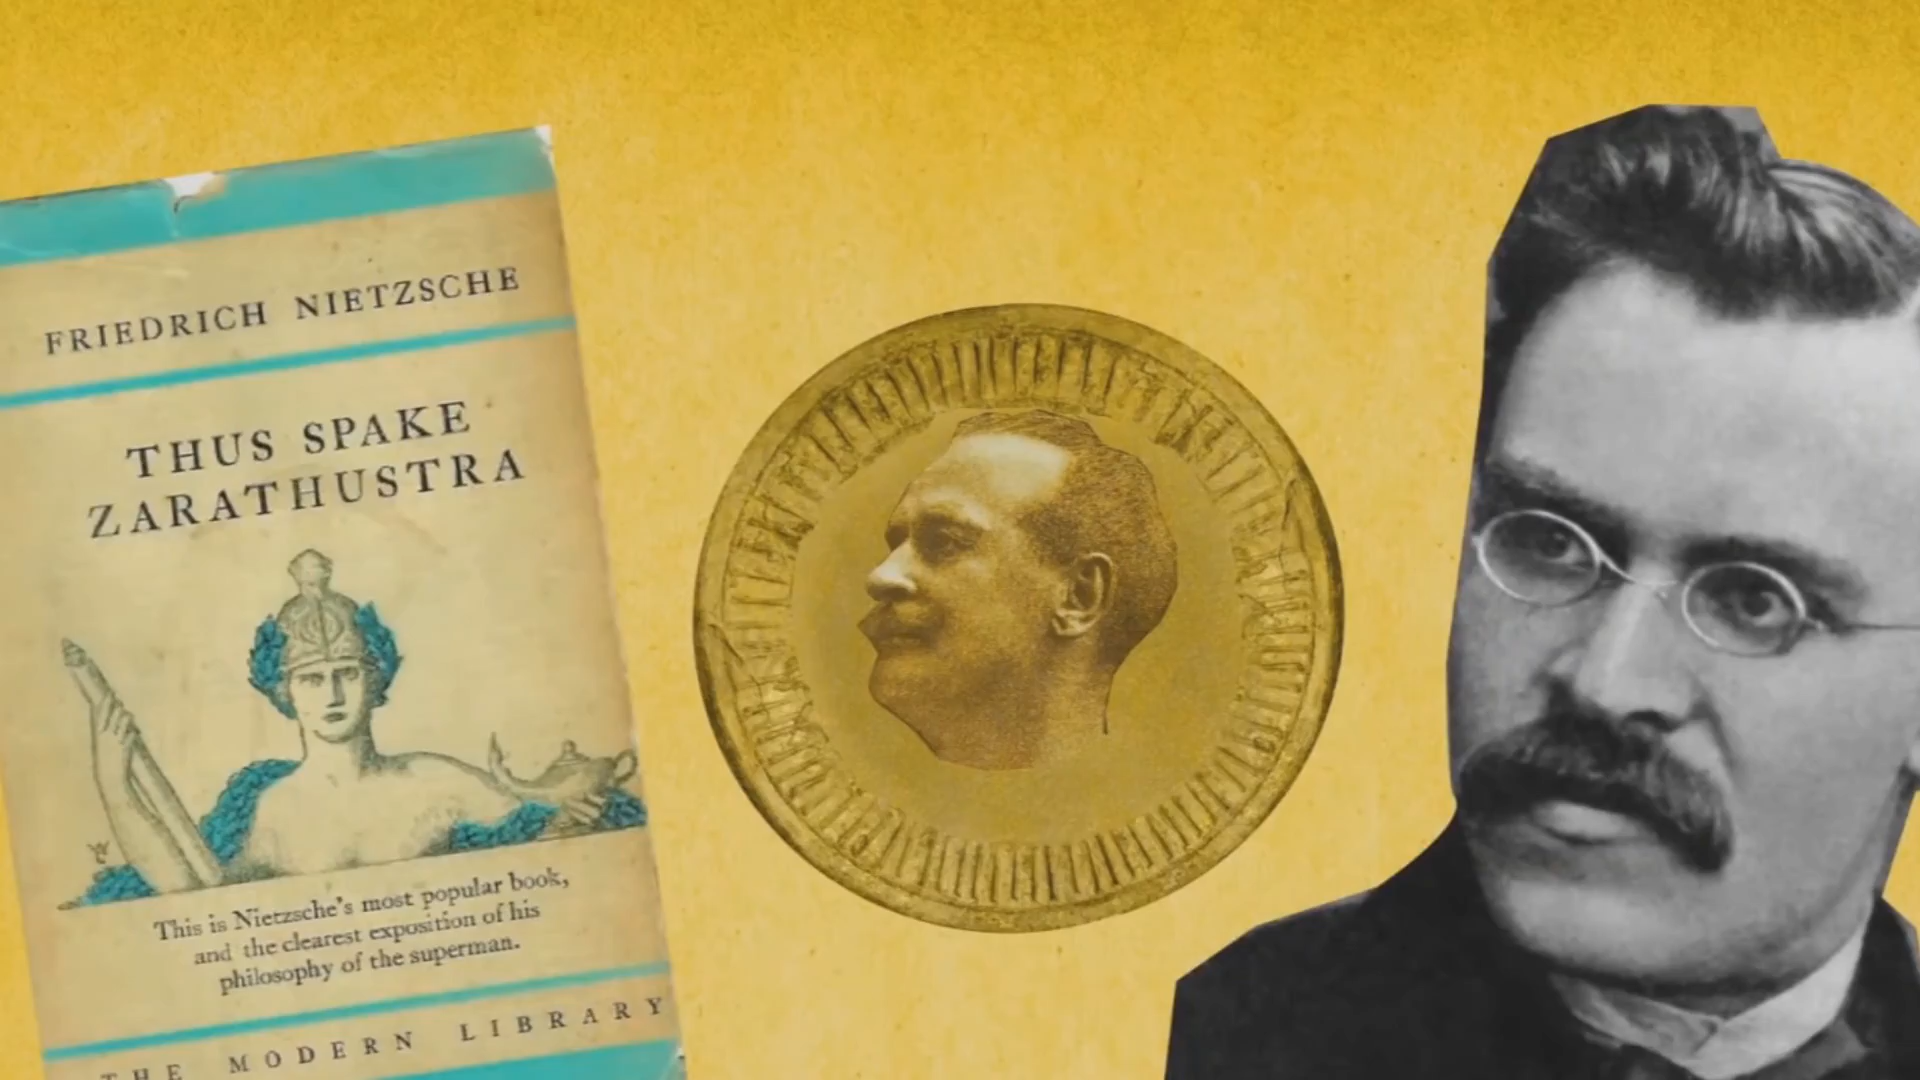 FRIEDRICH NIETZSCHE
THUS SPAKE
ZARATHUSTRA
This is Nietzsche's most popular book,
and the clearest exposition of his
philosophy of the superman.
THE MODERN LIBRARY